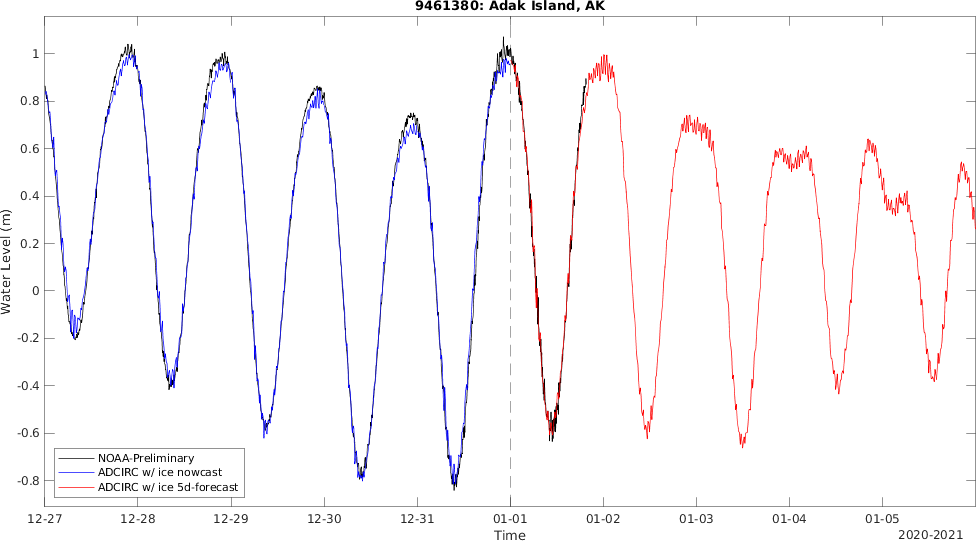 9461380: Adak Island, AK
Water Level (m)
1
0.8
0.6
0.4
0.2
0
-0.2
-0.4
-0.6
-0.8
NOAA-Preliminary
ADCIRC w/ ice nowcast
ADCIRC w/ ice 5d-forecast
12-27 12-28 12-29 12-30 12-31 01-01 01-02 01-03 01-04 01-05
Time
2020-2021